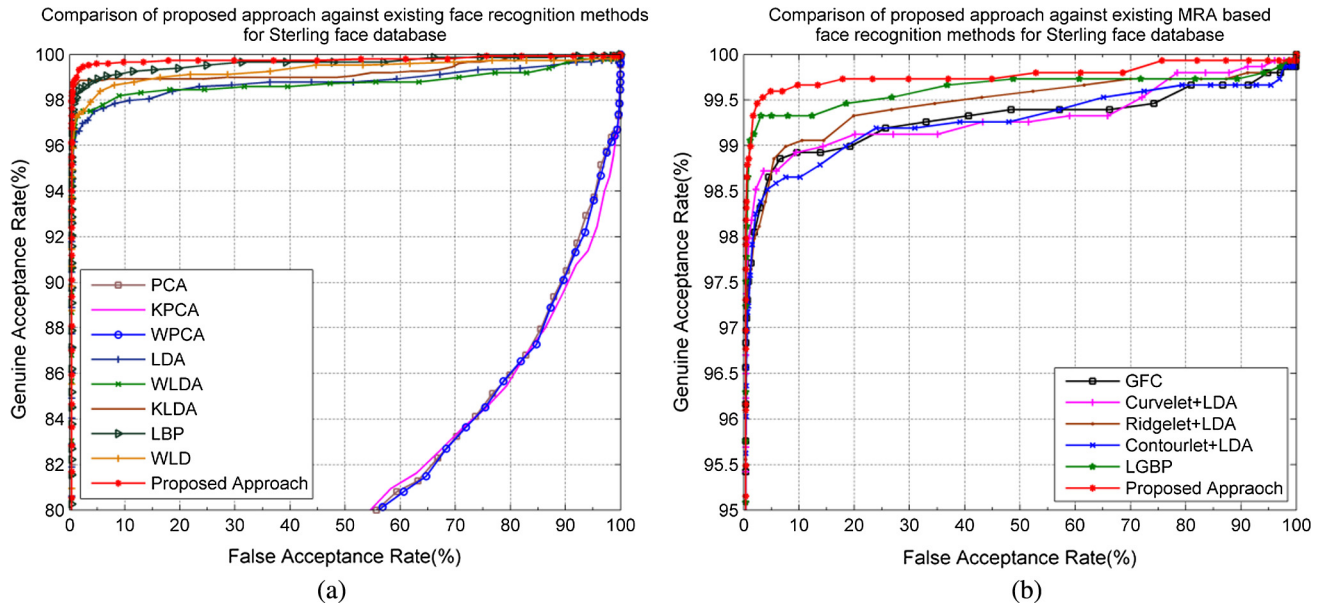 Comparison of proposed approach against existing face recognition methods
for Sterling face database
100
98
96
94
92
90
88
86
84
82
80
Genuine Acceptance Rate(%)
PCA
KPCA
WPCA
LDA
WLDA
KLDA
LBP
WLD
Proposed Approach
0 10 20 30 40 50 60 70 80 90 100
False Acceptance Rate(%)
(a)
Comparison of proposed approach against existing MRA based
face recognition methods for Sterling face database
100
99.5
99
98.5
98
97.5
97
96.5
96
95.5
95
Genuine Acceptance Rate(%)
GFC
Curvelet+LDA
Ridgelet+LDA
Contourlet+LDA
LGBP
Proposed Appraoch
0 10 20 30 40 50 60 70 80 90 100
False Acceptance Rate(%)
(b)